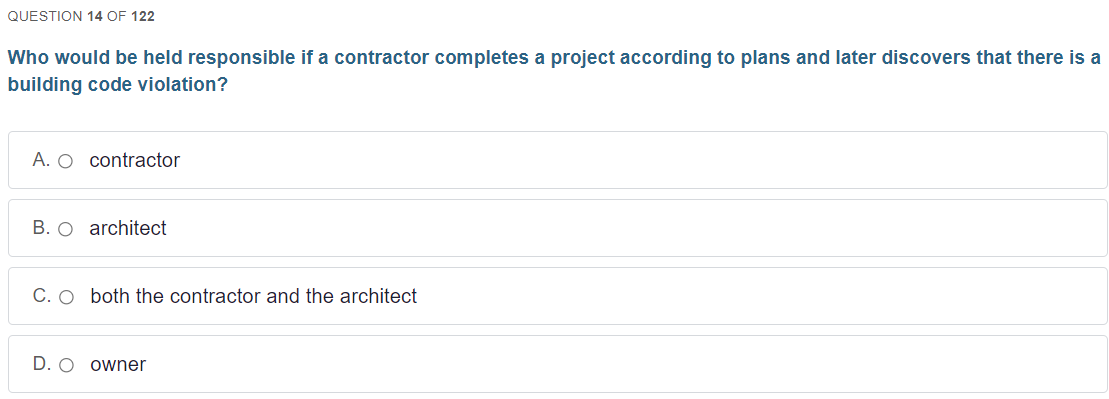 QUESTION 14 OF 122
Who would be held responsible if a contractor completes a project according to plans and later discovers that there is a
building code violation?
A. contractor
B. architect
C. both the contractor and the architect
D. owner